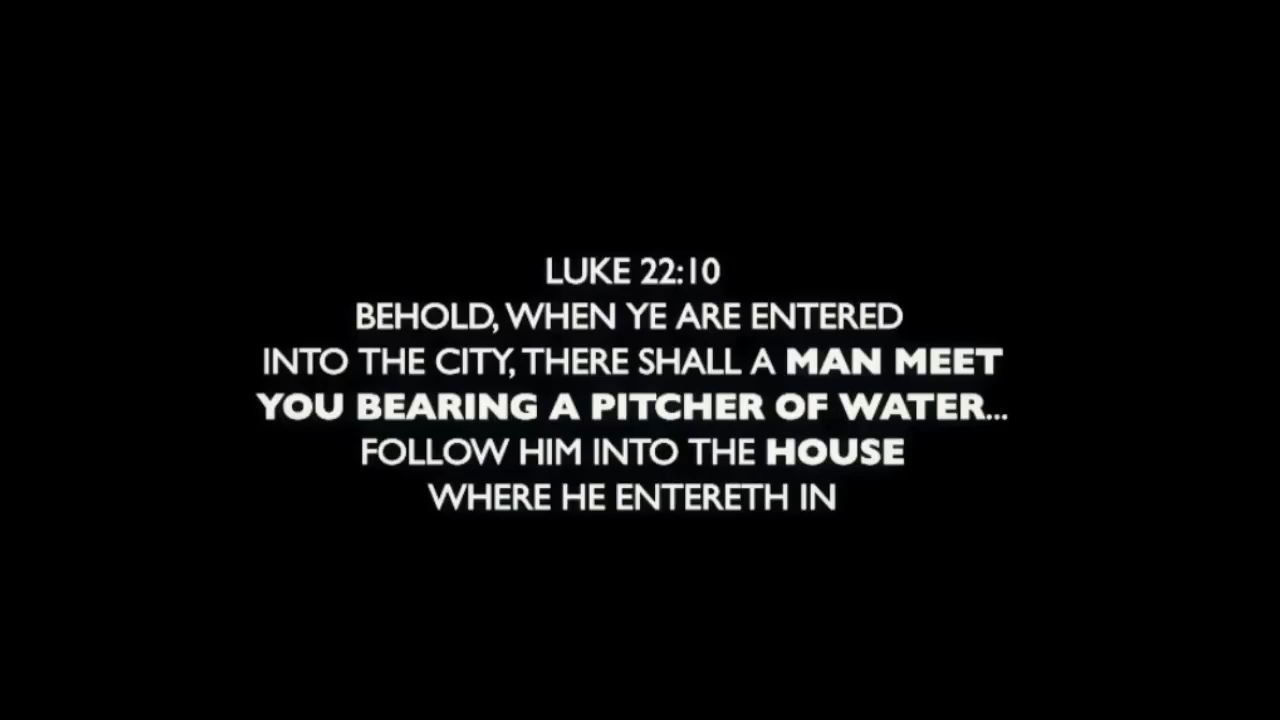 LUKE 22:10
BEHOLD, WHEN YE ARE ENTERED
INTO THE CITY, THERE SHALL A MAN MEET
YOU BEARING A PITCHER OF WATER...
FOLLOW HIM INTO THE HOUSE
WHERE HE ENTERETH IN